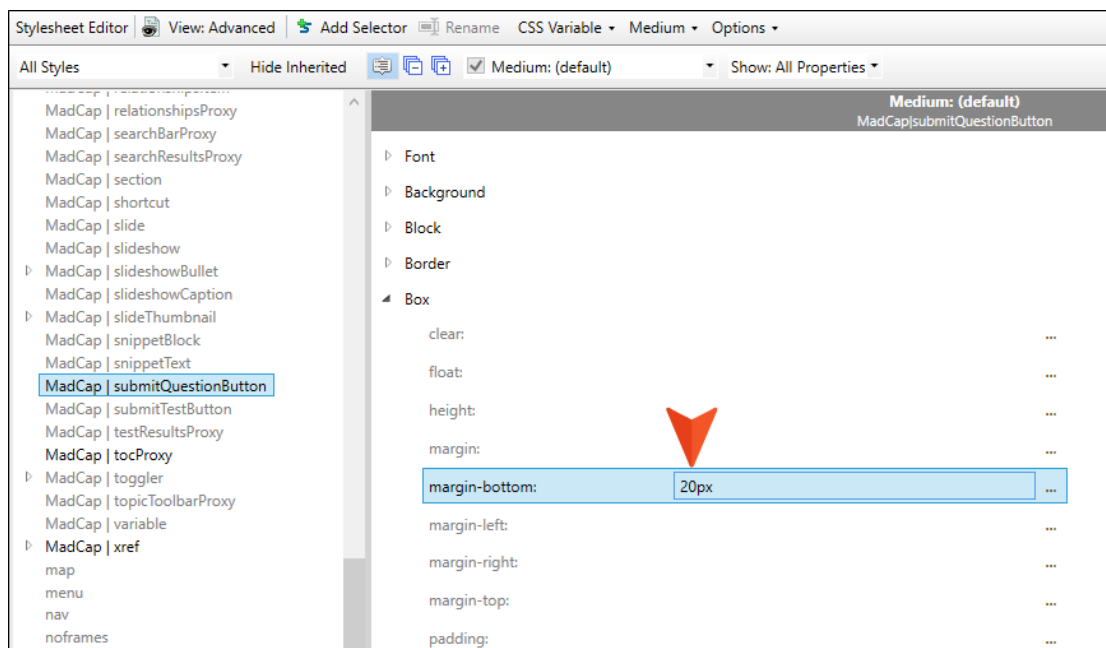 Stylesheet Editor View: Advanced Add Selector Rename CSS Variable Medium Options
All Styles Hide Inherited Medium: (default) Show: All Properties
MadCap | relationshipsProxy
MadCap | searchBarProxy
MadCap | searchResultsProxy
MadCap | section
MadCap | shortcut
MadCap | slide
MadCap | slideshow
MadCap | slideshowBullet
MadCap | slideshowCaption
MadCap | slideThumbnail
MadCap | snippetBlock
MadCap | snippetText
MadCap | submitQuestionButton
MadCap | submitTestButton
MadCap | testResultsProxy
MadCap | tocProxy
MadCap | toggler
MadCap | topicToolbarProxy
MadCap | variable
MadCap | xref
map
menu
nav
noframes
Medium: (default)
MadCap|submitQuestionButton
Font
Background
Block
Border
Box
clear: ...
float: ...
height: ...
margin: ...
margin-bottom: 20px ...
margin-left: ...
margin-right: ...
margin-top: ...
padding: ...